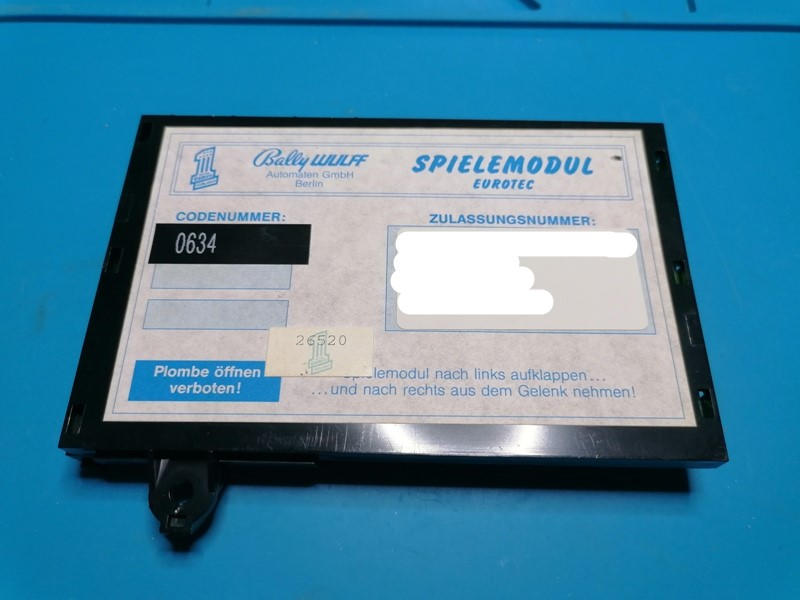 Bally WULFF
Automaten GmbH
Berlin
SPIELEMODUL
EUROTEC
CODENUMMER:
0634
ZULASSUNGSNUMMER:
26520
Plombe öffnen
verboten!
Spielemodul nach links aufklappen...
...und nach rechts aus dem Gelenk nehmen!